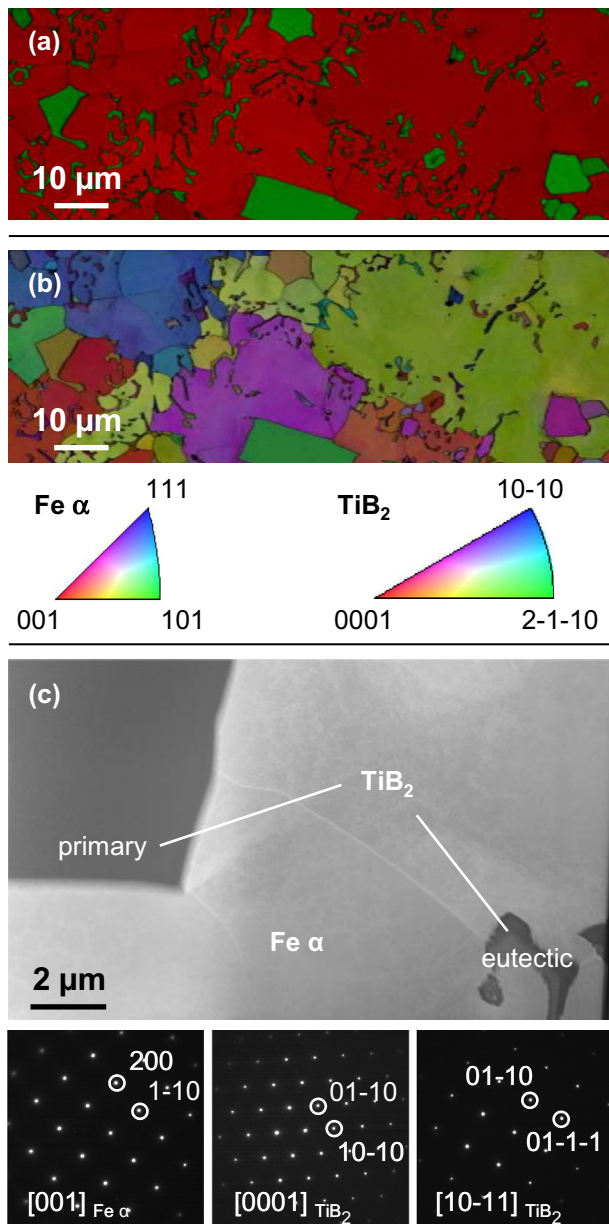 (a)
10 µm
(b)
10 µm
Fe α
111
001
101
TiB2
10-10
0001
2-1-10
(c)
TiB2
primary
Fe α
eutectic
2 µm
200
1-10
[001] Fe α
01-10
10-10
[0001] TiB2
01-10
01-1-1
[10-11] TiB2